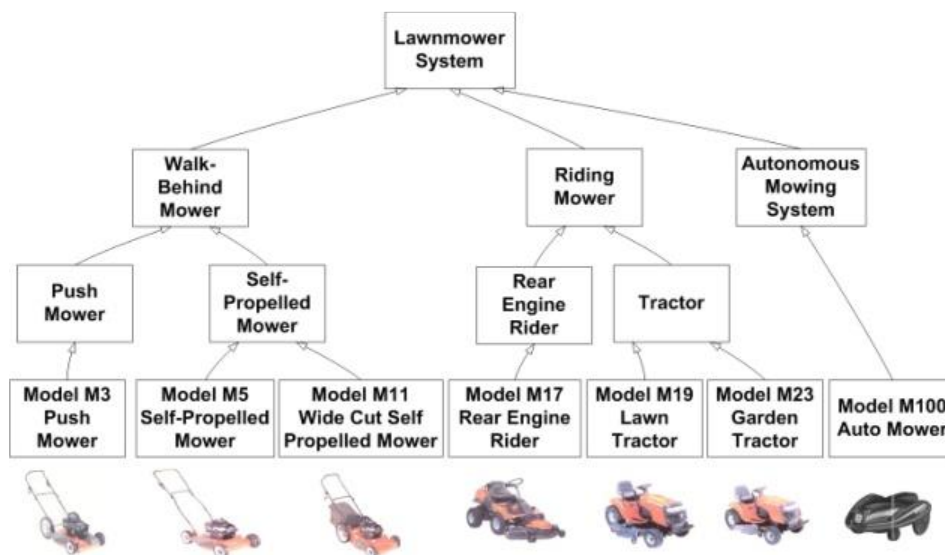 Lawnmower
System
Walk-
Behind
Mower
Riding
Mower
Autonomous
Mowing
System
Push
Mower
Self-
Propelled
Mower
Rear
Engine
Rider
Tractor
Model M3
Push
Mower
Model M5
Self-Propelled
Mower
Model M11
Wide Cut Self
Propelled Mower
Model M17
Rear Engine
Rider
Model M19
Lawn
Tractor
Model M23
Garden
Tractor
Model M100
Auto Mower